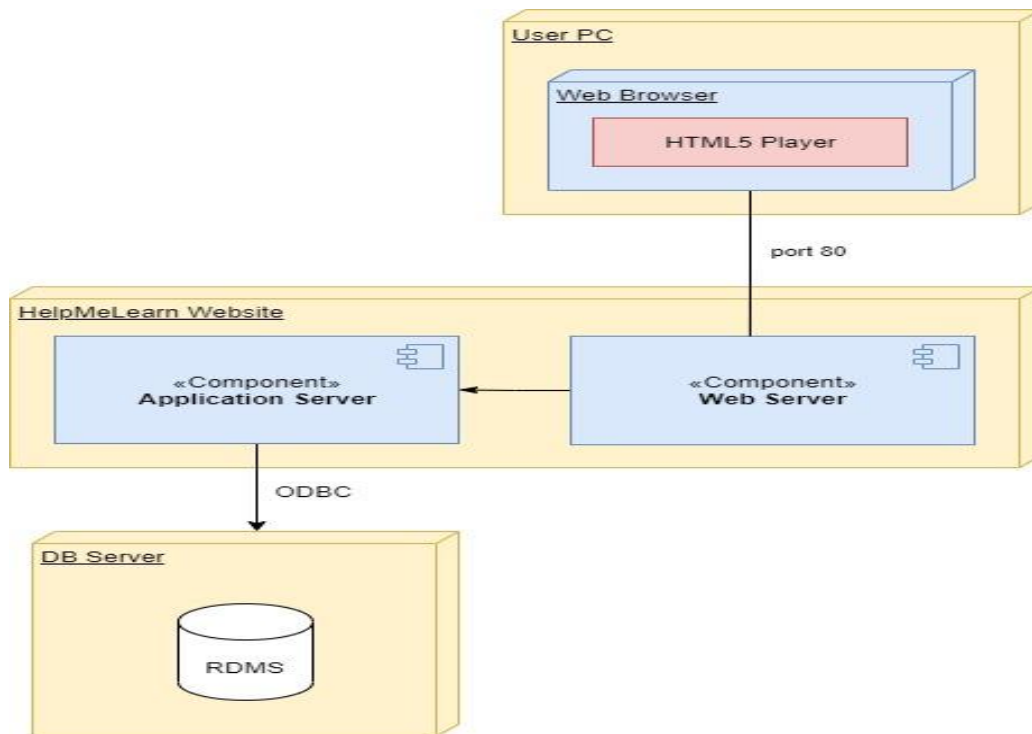 User PC
Web Browser
HTML5 Player
port 80
HelpMeLearn Website
«Component»
Application Server
«Component»
Web Server
ODBC
DB Server
RDMS